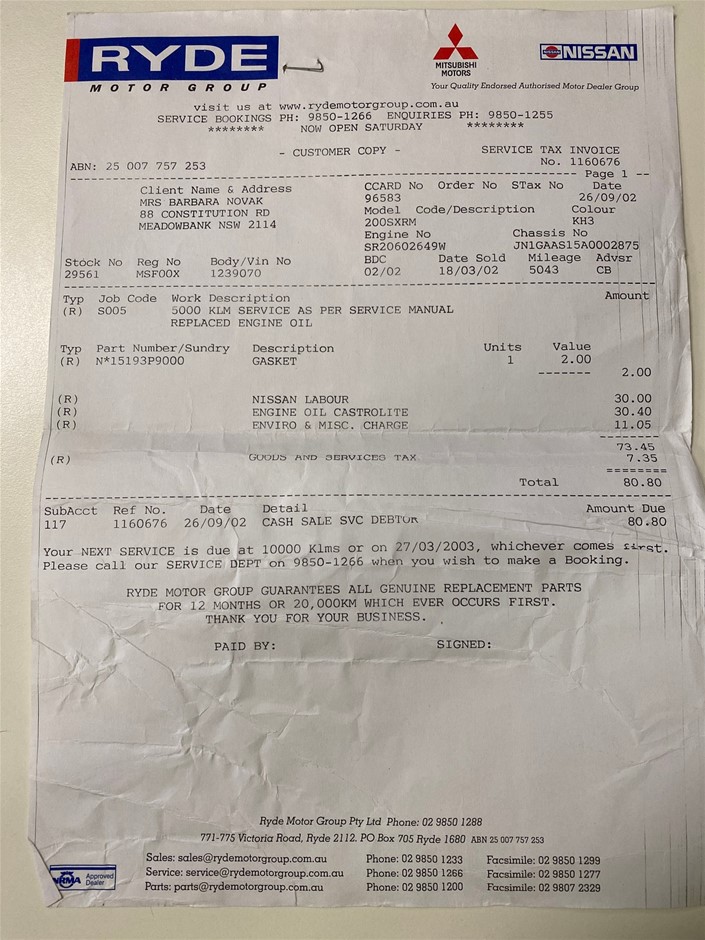 RYDE
MOTOR GROUP
MITSUBISHI
MOTORS
NISSAN
Your Quality Endorsed Authorised Motor Dealer Group
visit us at www.rydemotorgroup.com.au
SERVICE BOOKINGS PH: 9850-1266 ENQUIRIES PH: 9850-1255
******** NOW OPEN SATURDAY ********
- CUSTOMER COPY - SERVICE TAX INVOICE
ABN: 25 007 757 253 No. 1160676
Page 1 --
Client Name & Address CCARD No Order No STax No Date
MRS BARBARA NOVAK 96583 26/09/02
88 CONSTITUTION RD Model Code/Description Colour
MEADOWBANK NSW 2114 200SXRM KH3
Engine No Chassis No
SR20602649W JN1GAAS15A0002875
Stock No Reg No Body/Vin No BDC Date Sold Mileage Advsr
29561 MSF00X 1239070 02/02 18/03/02 5043 CB
Typ Job Code Work Description Amount
(R) S005 5000 KLM SERVICE AS PER SERVICE MANUAL
REPLACED ENGINE OIL
Typ Part Number/Sundry Description Units Value
(R) N*15193P9000 GASKET 1 2.00
------- 2.00
(R) NISSAN LABOUR 30.00
(R) ENGINE OIL CASTROLITE 30.40
(R) ENVIRO & MISC. CHARGE 11.05
--------
73.45
(R) GOODS AND SERVICES TAX 7.35
========
Total 80.80
SubAcct Ref No. Date Detail Amount Due
117 1160676 26/09/02 CASH SALE SVC DEBTOR 80.80
Your NEXT SERVICE is due at 10000 Klms or on 27/03/2003, whichever comes first.
Please call our SERVICE DEPT on 9850-1266 when you wish to make a Booking.
RYDE MOTOR GROUP GUARANTEES ALL GENUINE REPLACEMENT PARTS
FOR 12 MONTHS OR 20,000KM WHICH EVER OCCURS FIRST.
THANK YOU FOR YOUR BUSINESS.
PAID BY: SIGNED:
Ryde Motor Group Pty Ltd Phone: 02 9850 1288
771-775 Victoria Road, Ryde 2112. PO Box 705 Ryde 1680 ABN 25 007 757 253
Sales: sales@rydemotorgroup.com.au Phone: 02 9850 1233 Facsimile: 02 9850 1299
Service: service@rydemotorgroup.com.au Phone: 02 9850 1266 Facsimile: 02 9850 1277
Parts: parts@rydemotorgroup.com.au Phone: 02 9850 1200 Facsimile: 02 9807 2329
NRMA Approved
Dealer